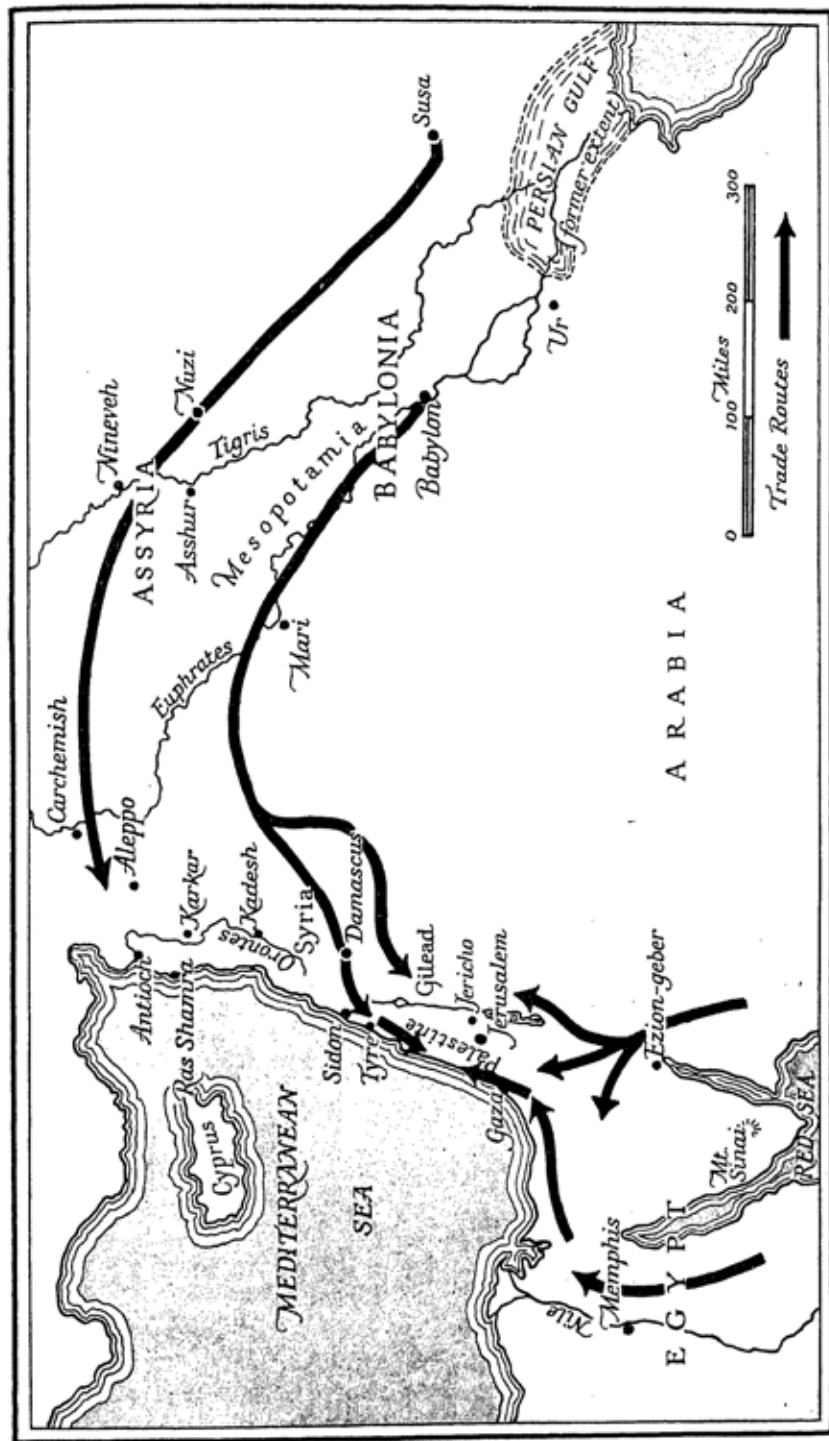 Carchemish
Aleppo
Antioch
Ras Shamra
Karkar
Kadesh
Orontes
Cyprus
MEDITERRANEAN
SEA
Syria
Damascus
Sidon
Tyre
Gilead
Palestine
Jericho
Jerusalem
Gaza
Ezion-geber
Mt.
Sinai
RED SEA
Nile
Memphis
EGYPT
ARABIA
Euphrates
Mari
Mesopotamia
ASSYRIA
Nineveh
Asshur
Nuzi
Tigris
BABYLONIA
Babylon
Susa
Ur
PERSIAN GULF
former extent
Miles
0 100 200 300
Trade Routes